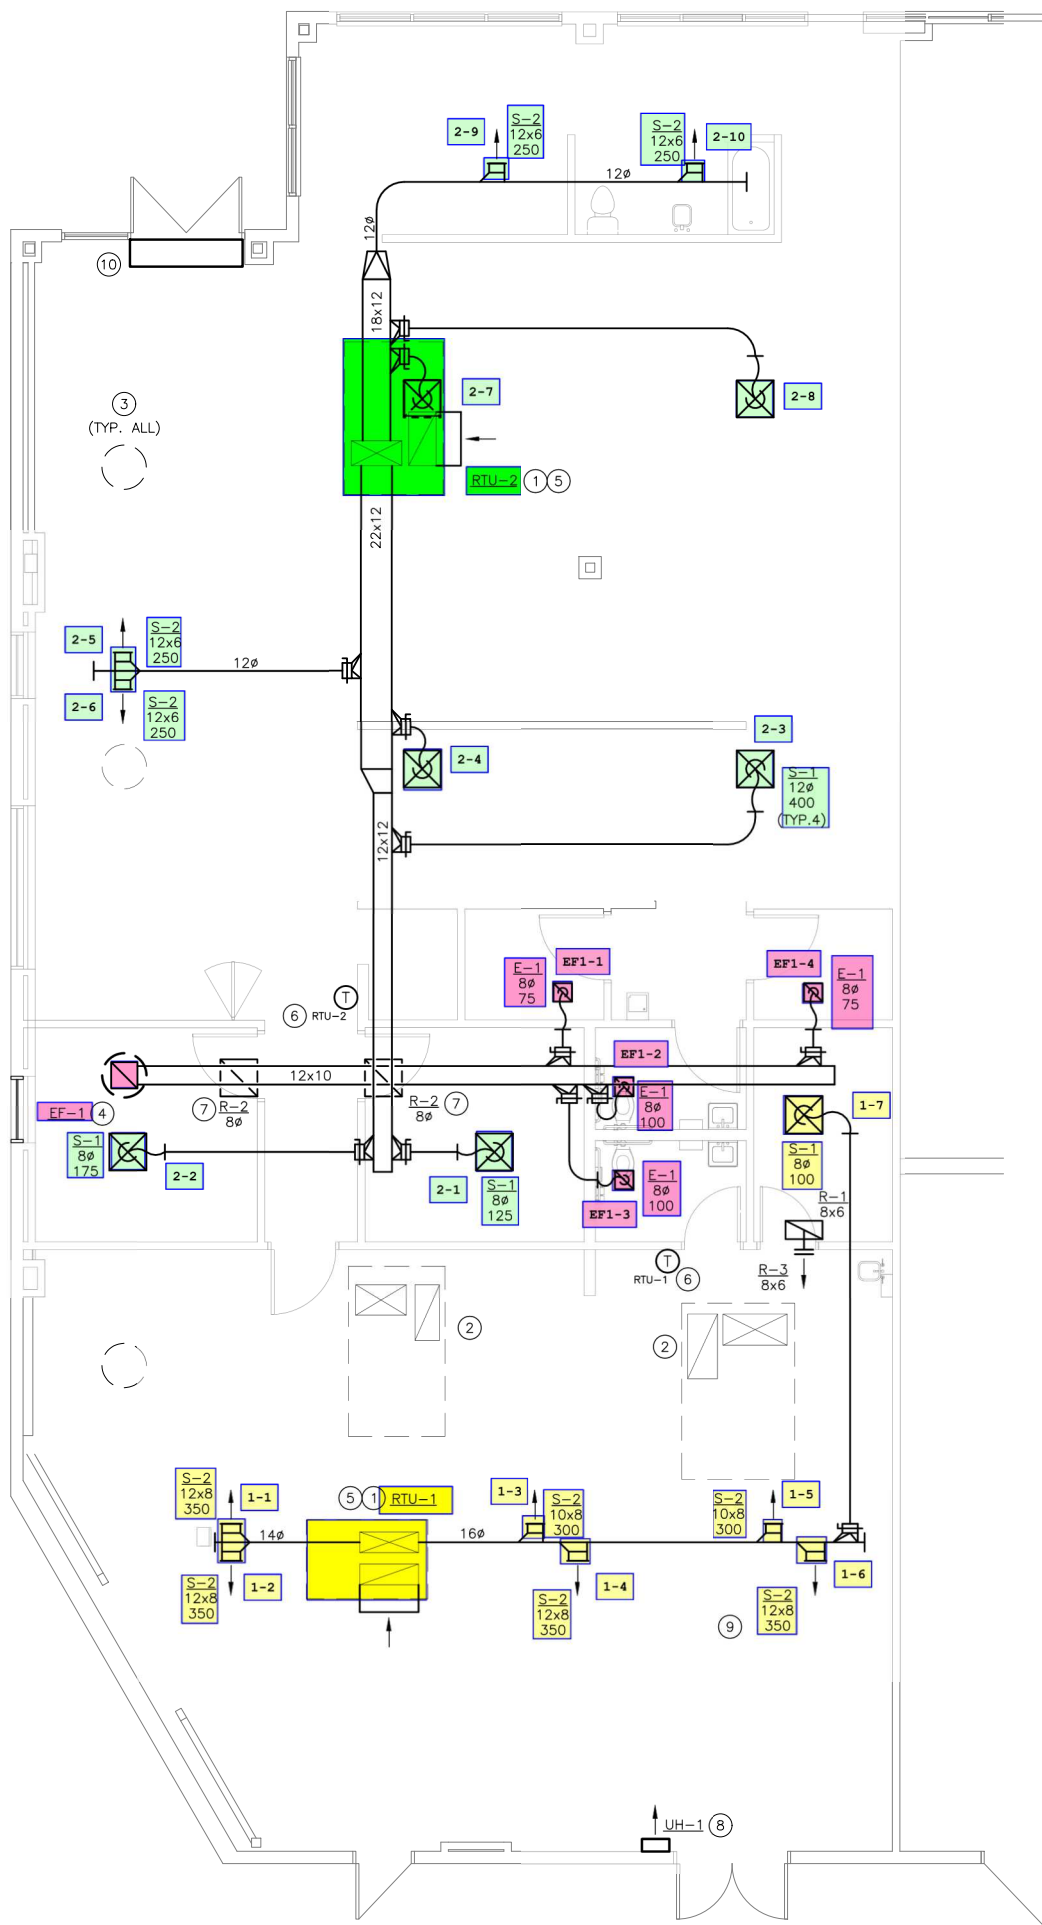 2-9
S-2
12x6
250
S-2
12x6
250
2-10
12ø
12ø
10
18x12
3
(TYP. ALL)
2-7
2-8
RTU-2
1
5
22x12
2-5
S-2
12x6
250
12ø
2-6
S-2
12x6
250
2-4
2-3
S-1
12ø
400
(TYP.4)
12x12
EF1-1
E-1
8ø
75
EF1-4
E-1
8ø
75
T
6
RTU-2
EF1-2
E-1
8ø
100
12x10
EF-1
4
7
R-2
8ø
R-2
8ø
7
1-7
S-1
8ø
100
S-1
8ø
175
2-2
2-1
S-1
8ø
125
E-1
8ø
100
EF1-3
R-1
8x6
T
RTU-1
6
R-3
8x6
2
2
S-2
12x8
350
1-1
5
1
RTU-1
1-3
S-2
10x8
300
S-2
10x8
300
1-5
14ø
16ø
S-2
12x8
350
1-2
S-2
12x8
350
1-4
S-2
12x8
350
1-6
9
UH-1
8